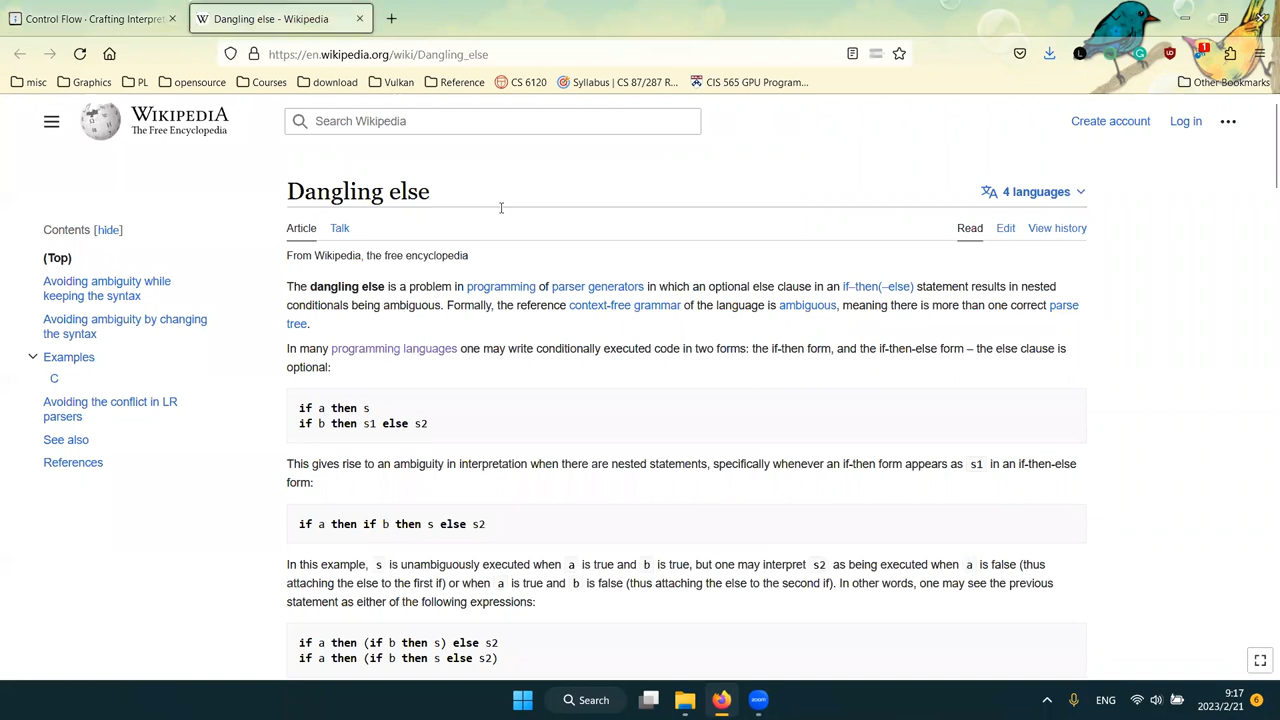 Control Flow · Crafting Interpret
Dangling else - Wikipedia
https://en.wikipedia.org/wiki/Dangling_else
misc
Graphics
PL
opensource
Courses
download
Vulkan
Reference
CS 6120
Syllabus | CS 87/287 R...
CIS 565 GPU Program...
Other Bookmarks
WIKIPEDIA
The Free Encyclopedia
Search Wikipedia
Create account
Log in
Dangling else
4 languages
Contents [hide]
Article
Talk
Read
Edit
View history
From Wikipedia, the free encyclopedia
(Top)
Avoiding ambiguity while
keeping the syntax
Avoiding ambiguity by changing
the syntax
Examples
C
Avoiding the conflict in LR
parsers
See also
References
The dangling else is a problem in programming of parser generators in which an optional else clause in an if–then(–else) statement results in nested
conditionals being ambiguous. Formally, the reference context-free grammar of the language is ambiguous, meaning there is more than one correct parse
tree.
In many programming languages one may write conditionally executed code in two forms: the if-then form, and the if-then-else form – the else clause is
optional:
if a then s
if b then s1 else s2
This gives rise to an ambiguity in interpretation when there are nested statements, specifically whenever an if-then form appears as s1 in an if-then-else
form:
if a then if b then s else s2
In this example, s is unambiguously executed when a is true and b is true, but one may interpret s2 as being executed when a is false (thus
attaching the else to the first if) or when a is true and b is false (thus attaching the else to the second if). In other words, one may see the previous
statement as either of the following expressions:
if a then (if b then s) else s2
if a then (if b then s else s2)
Search
zoom
ENG
9:17
2023/2/21
6
1